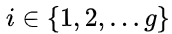 i ∈ {1, 2, … g}